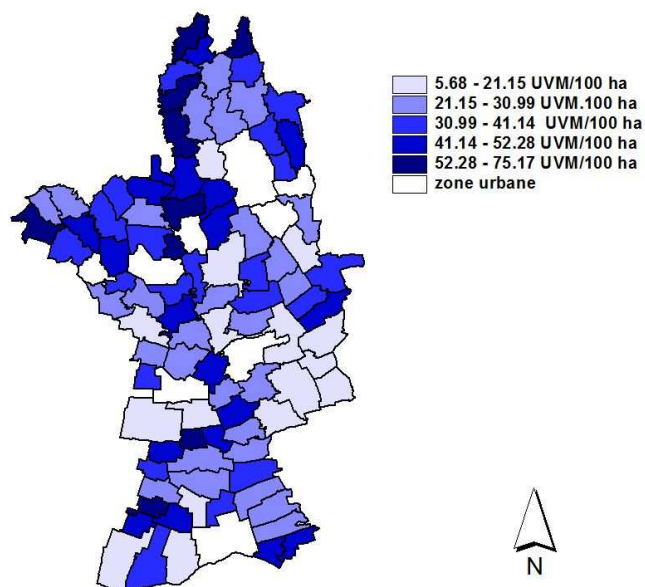 5.68 - 21.15 UVM/100 ha
21.15 - 30.99 UVM.100 ha
30.99 - 41.14 UVM/100 ha
41.14 - 52.28 UVM/100 ha
52.28 - 75.17 UVM/100 ha
zone urbane
N